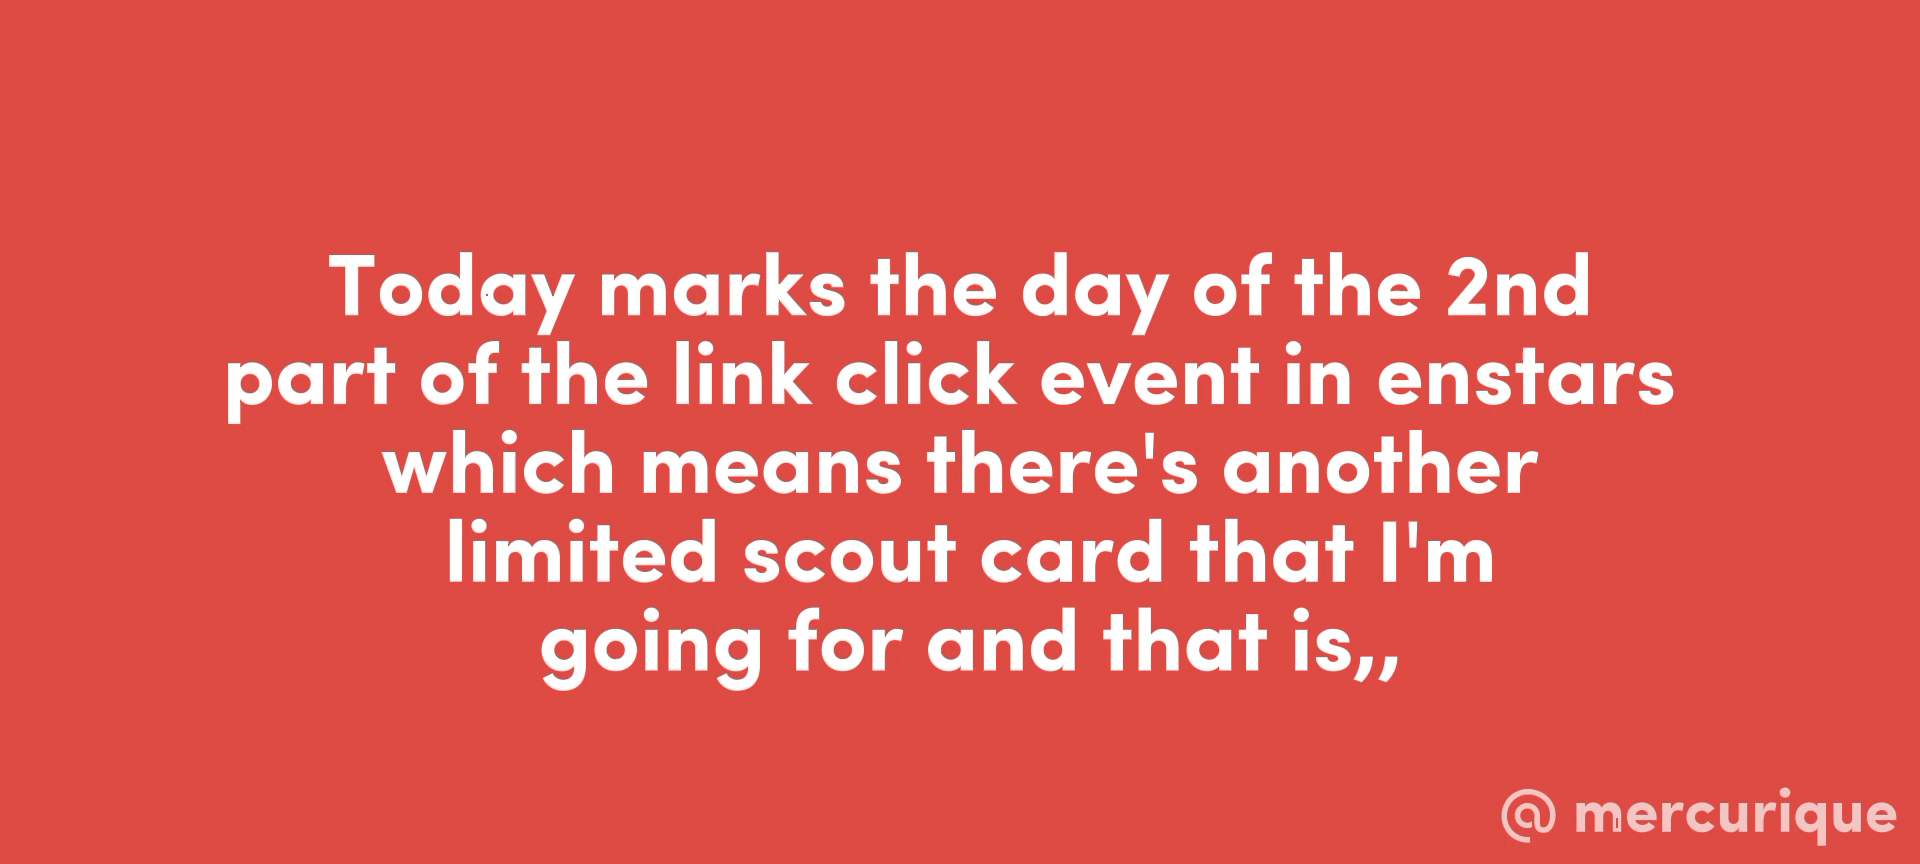 Today marks the day of the 2nd
part of the link click event in enstars
which means there's another
limited scout card that I'm
going for and that is,,
@ mercurique